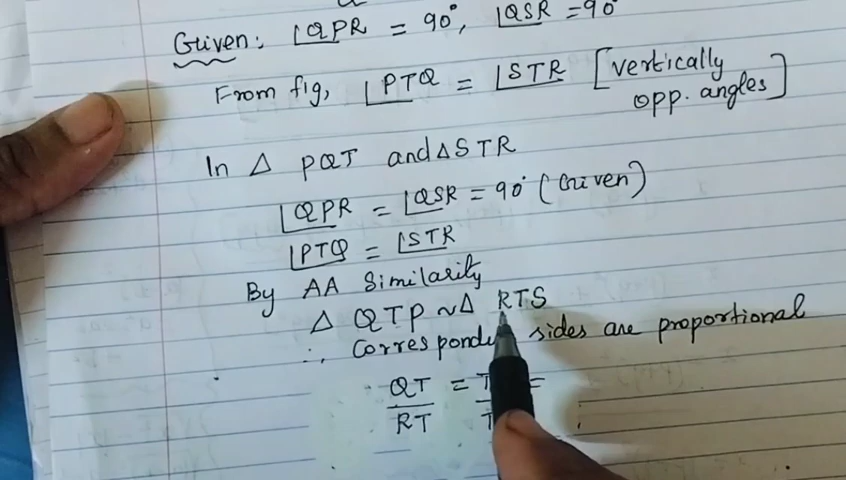 Given: ∠QPR = 90°, ∠QSR = 90°
From fig, ∠PTQ = ∠STR [vertically
opp. angles]
In Δ PQT and Δ STR
∠QPR = ∠QSR = 90° (Given)
∠PTQ = ∠STR
By AA Similarity
Δ QTP ~ Δ RTS
∴ sides are proportional
QT = T =
RT T